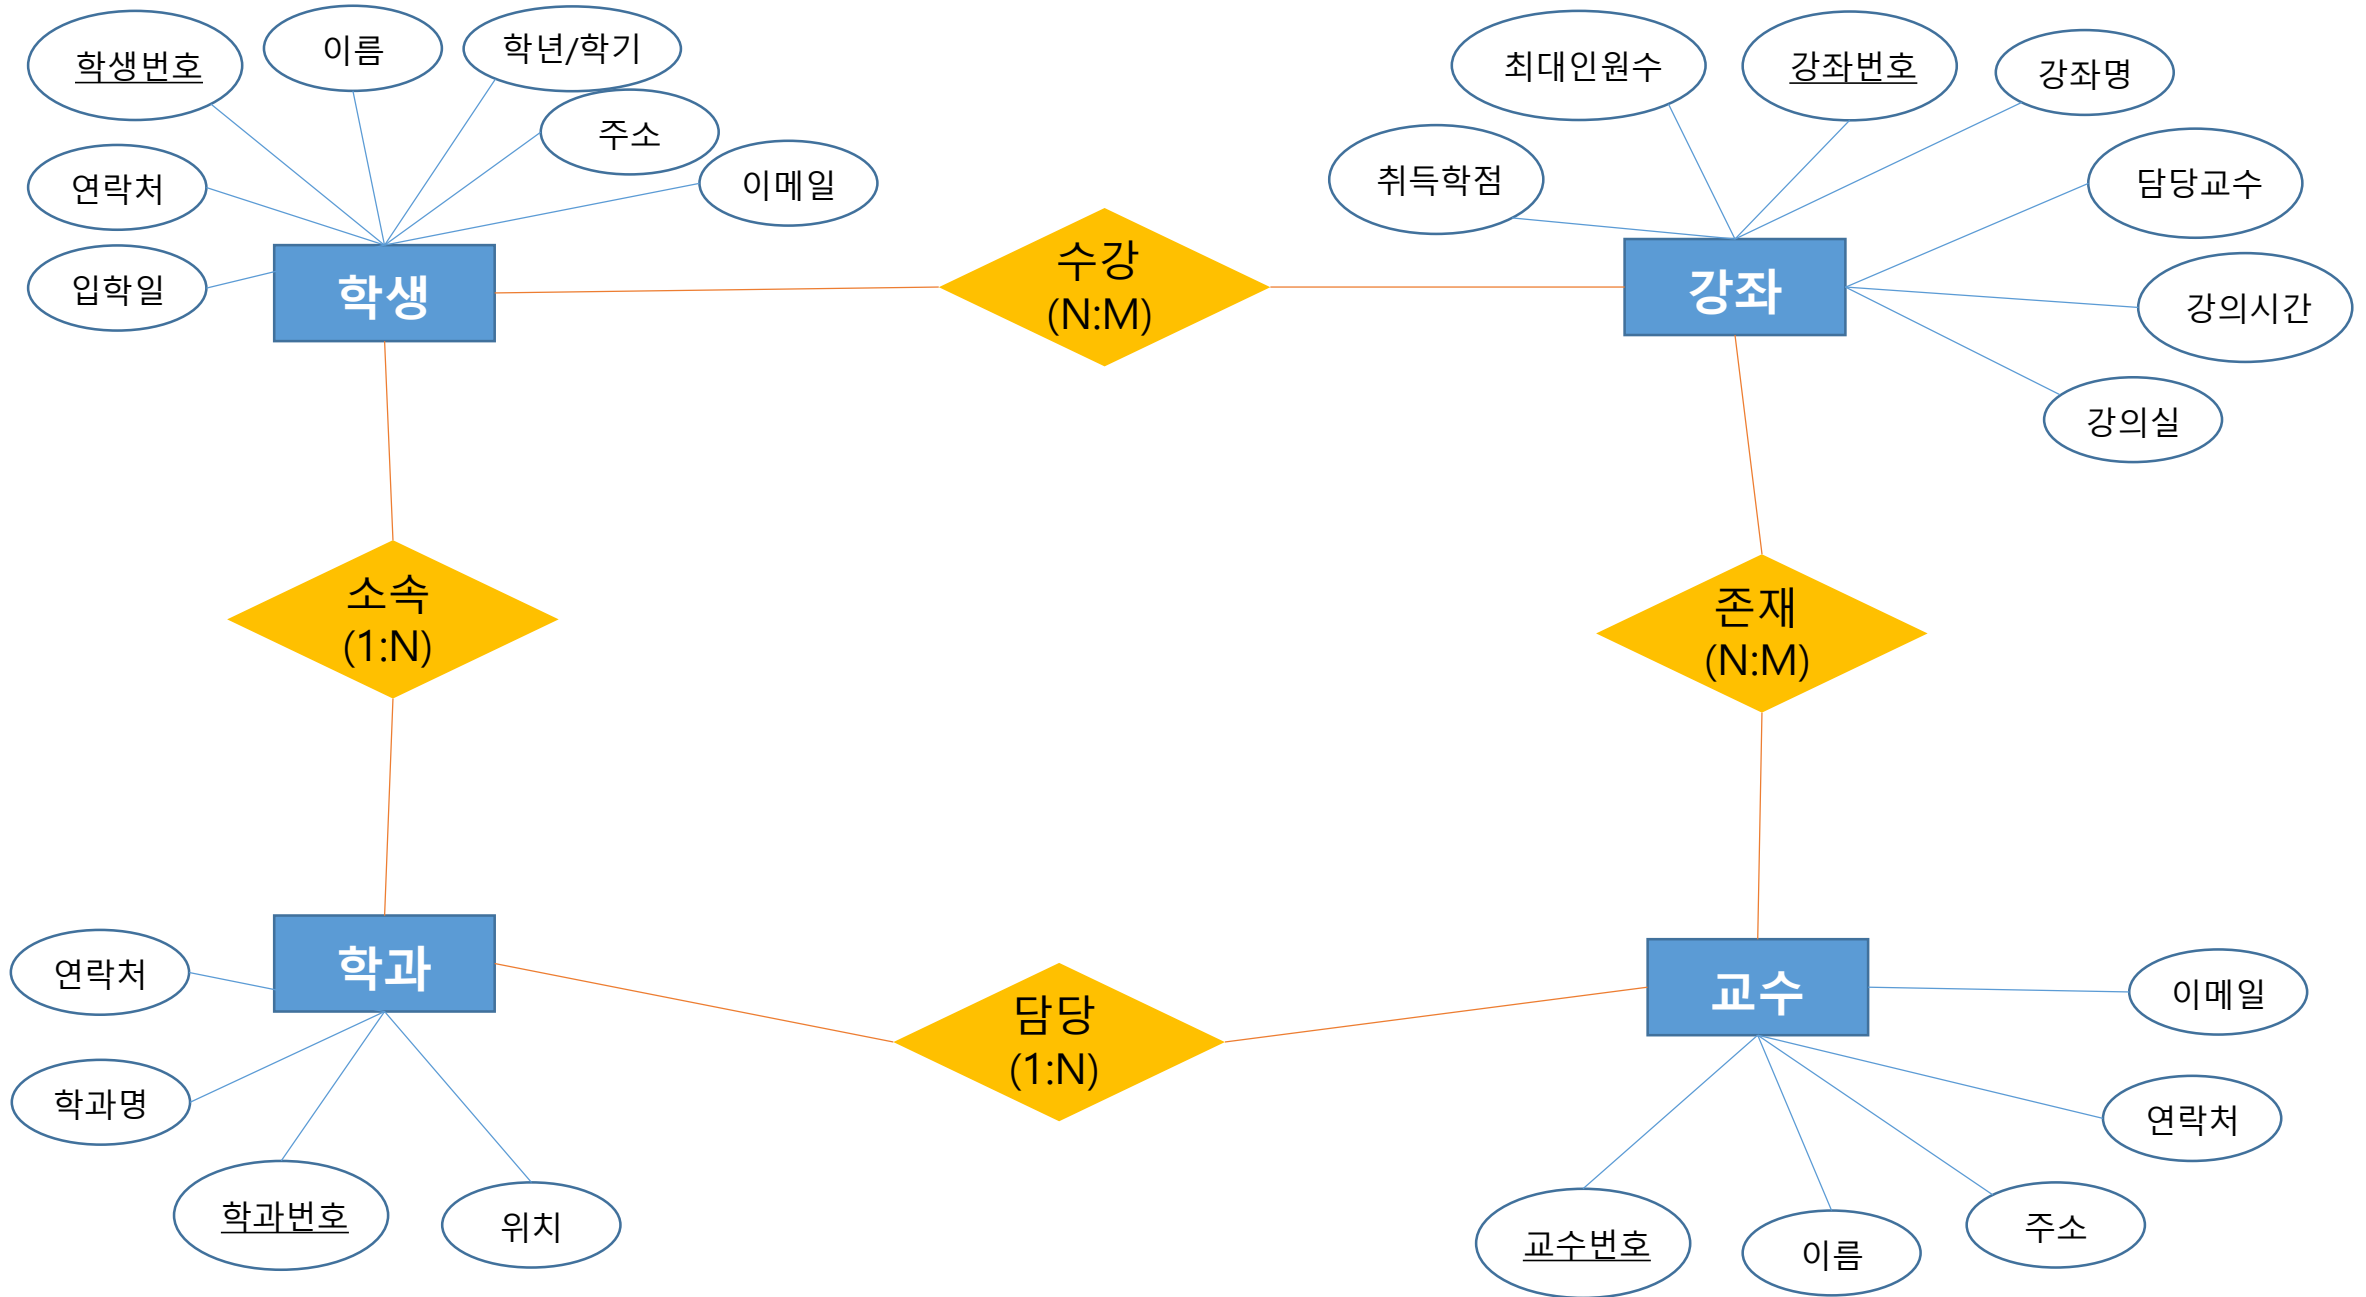 학생번호
이름
학년/학기
주소
이메일
연락처
입학일
학생
수강
(N:M)
최대인원수
강좌번호
강좌명
취득학점
담당교수
강의시간
강의실
강좌
소속
(1:N)
존재
(N:M)
학과
연락처
학과명
학과번호
위치
담당
(1:N)
교수
이메일
연락처
주소
이름
교수번호